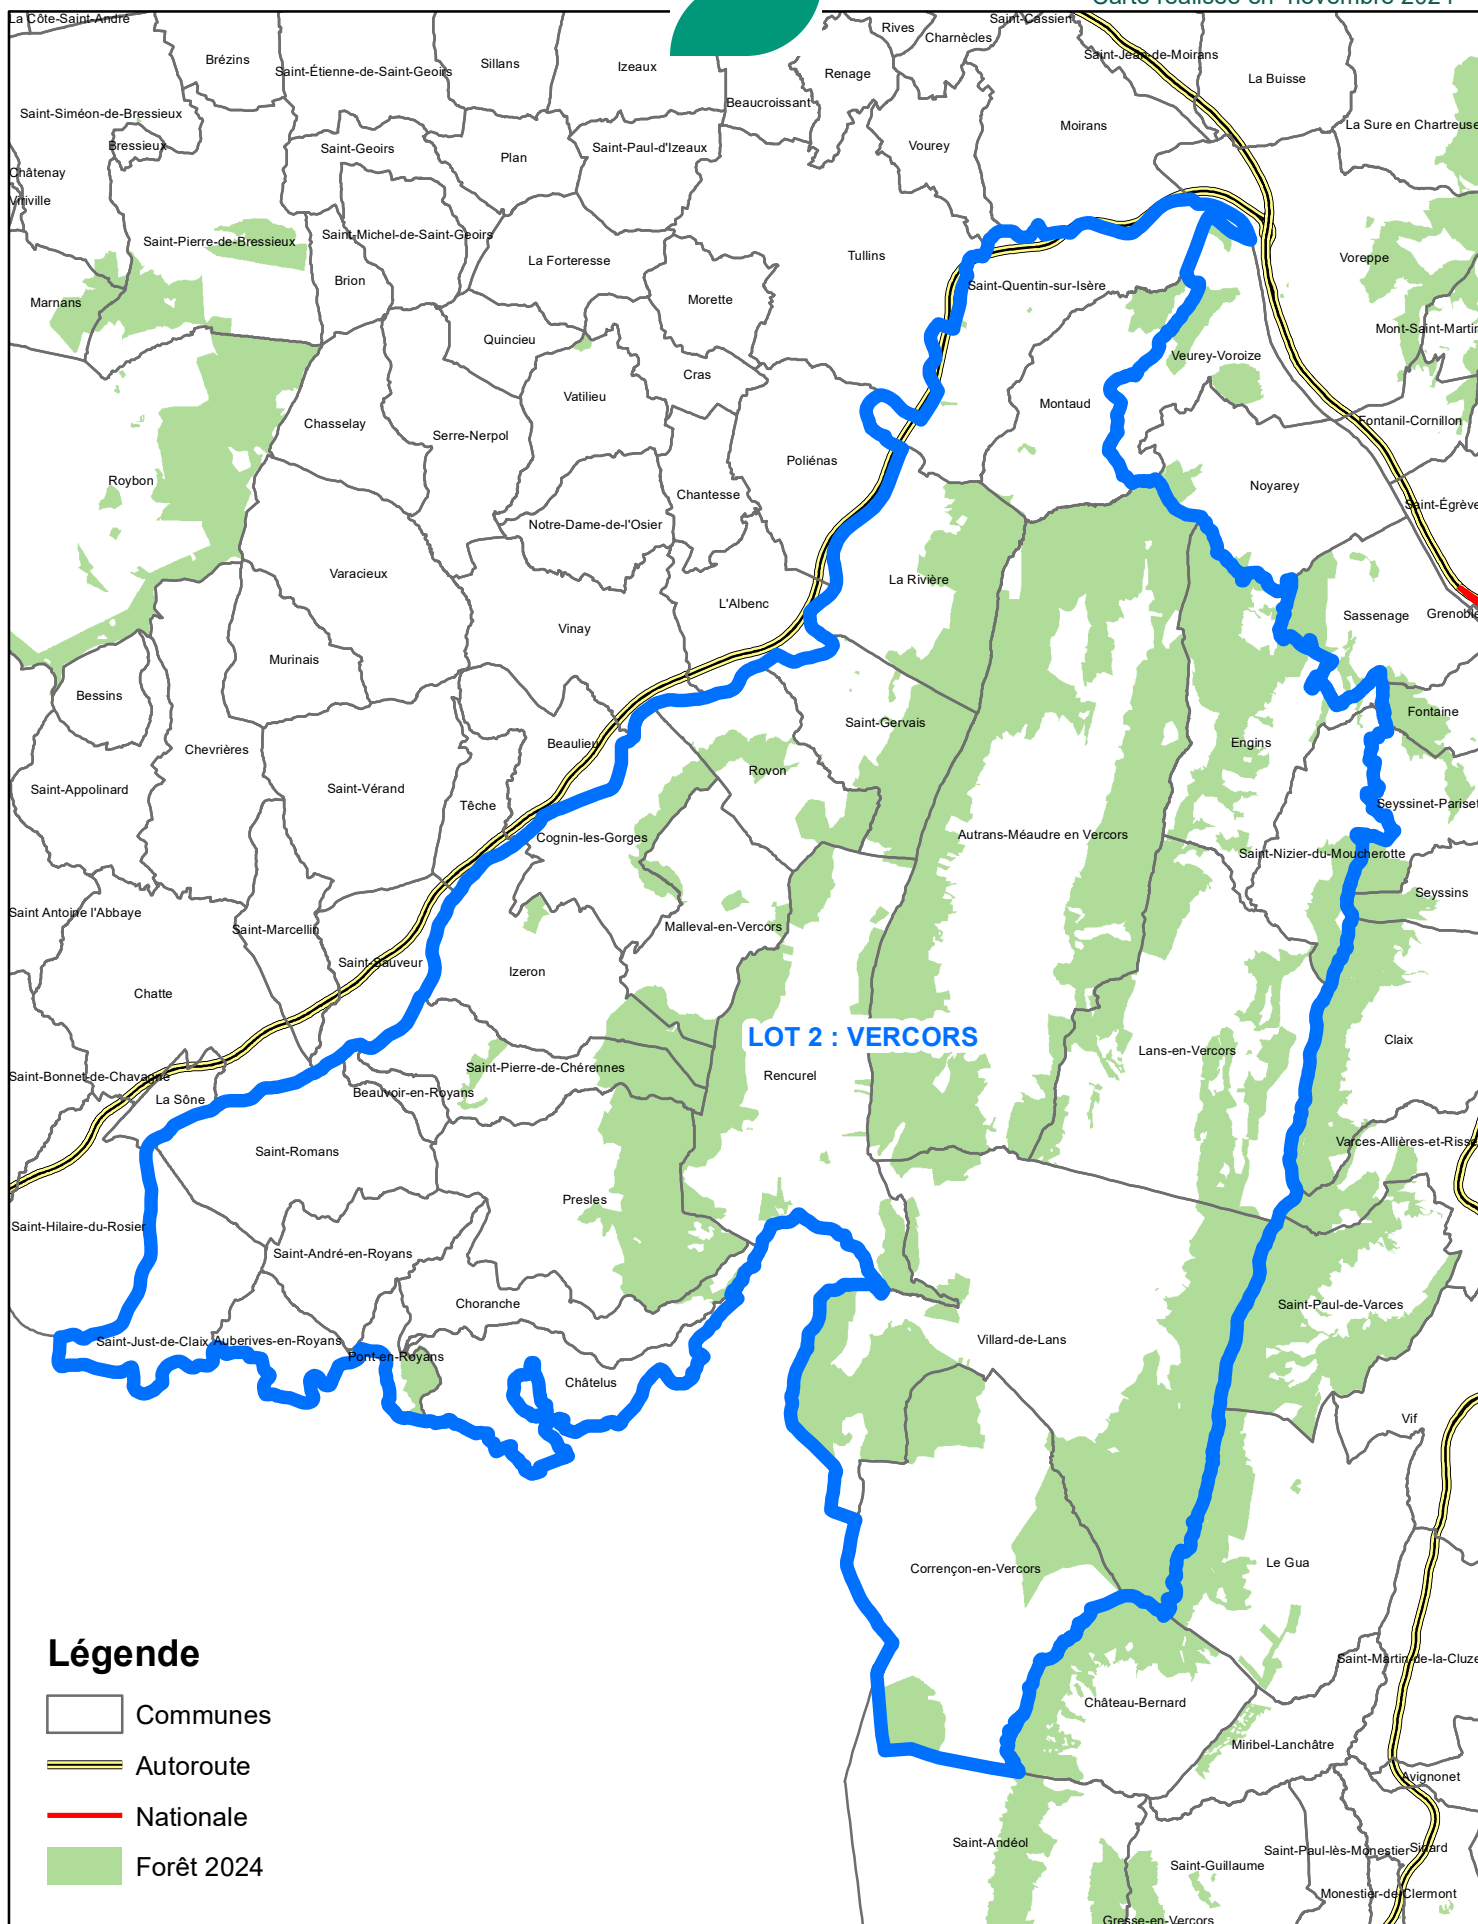 La Côte-Saint-André
Saint-Cassien
Rives
Charnècles
Brézins
Saint-Étienne-de-Saint-Geoirs
Sillans
Izeaux
Renage
Saint-Jean-de-Moirans
La Buisse
Beaucroissant
Saint-Siméon-de-Bressieux
Moirans
La Sure en Chartreuse
Bressieux
Saint-Geoirs
Plan
Saint-Paul-d'Izeaux
Vourey
Châtenay
Viriville
Saint-Pierre-de-Bressieux
Saint-Michel-de-Saint-Geoirs
La Forteresse
Tullins
Voreppe
Brion
Saint-Quentin-sur-Isère
Marnans
Morette
Mont-Saint-Martin
Quincieu
Veurey-Voroize
Cras
Vatilieu
Montaud
Chasselay
Fontanil-Cornillon
Serre-Nerpol
Poliénas
Roybon
Noyarey
Chantesse
Saint-Égrève
Notre-Dame-de-l'Osier
Varacieux
La Rivière
L'Albenc
Sassenage
Grenoble
Vinay
Murinais
Bessins
Fontaine
Saint-Gervais
Chevrières
Beaulieu
Engins
Rovon
Saint-Appolinard
Saint-Vérand
Têche
Seyssinet-Pariset
Cognin-les-Gorges
Autrans-Méaudre en Vercors
Saint-Nizier-du-Moucherotte
Seyssins
Saint Antoine l'Abbaye
Saint-Marcellin
Malleval-en-Vercors
Saint-Sauveur
Izeron
Chatte
LOT 2 : VERCORS
Claix
Lans-en-Vercors
Saint-Pierre-de-Chérennes
Rencurel
Saint-Bonnet-de-Chavagne
Beauvoir-en-Royans
La Sône
Saint-Romans
Varces-Allières-et-Risse
Presles
Saint-Hilaire-du-Rosier
Saint-André-en-Royans
Choranche
Saint-Paul-de-Varces
Saint-Just-de-Claix
Auberives-en-Royans
Villard-de-Lans
Pont-en-Royans
Châtelus
Vif
Le Gua
Corrençon-en-Vercors
Légende
Saint-Martin-de-la-Cluze
Château-Bernard
Communes
Miribel-Lanchâtre
Autoroute
Avignonet
Nationale
Saint-Andéol
Saint-Paul-lès-Monestier
Sinard
Forêt 2024
Saint-Guillaume
Monestier-de-Clermont
Gresse-en-Vercors